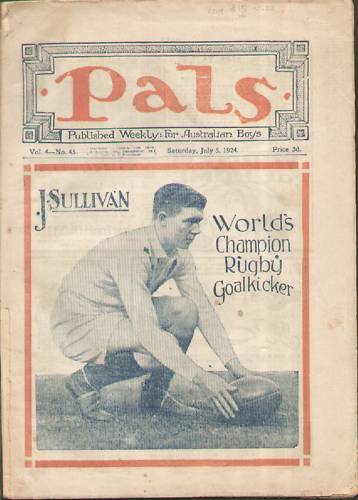 Pals
Published Weekly: For Australian Boys
Vol. 4—No. 45.
Saturday, July 5, 1924.
Price 3d.
J. SULLIVAN
World's
Champion
Rugby
Goalkicker